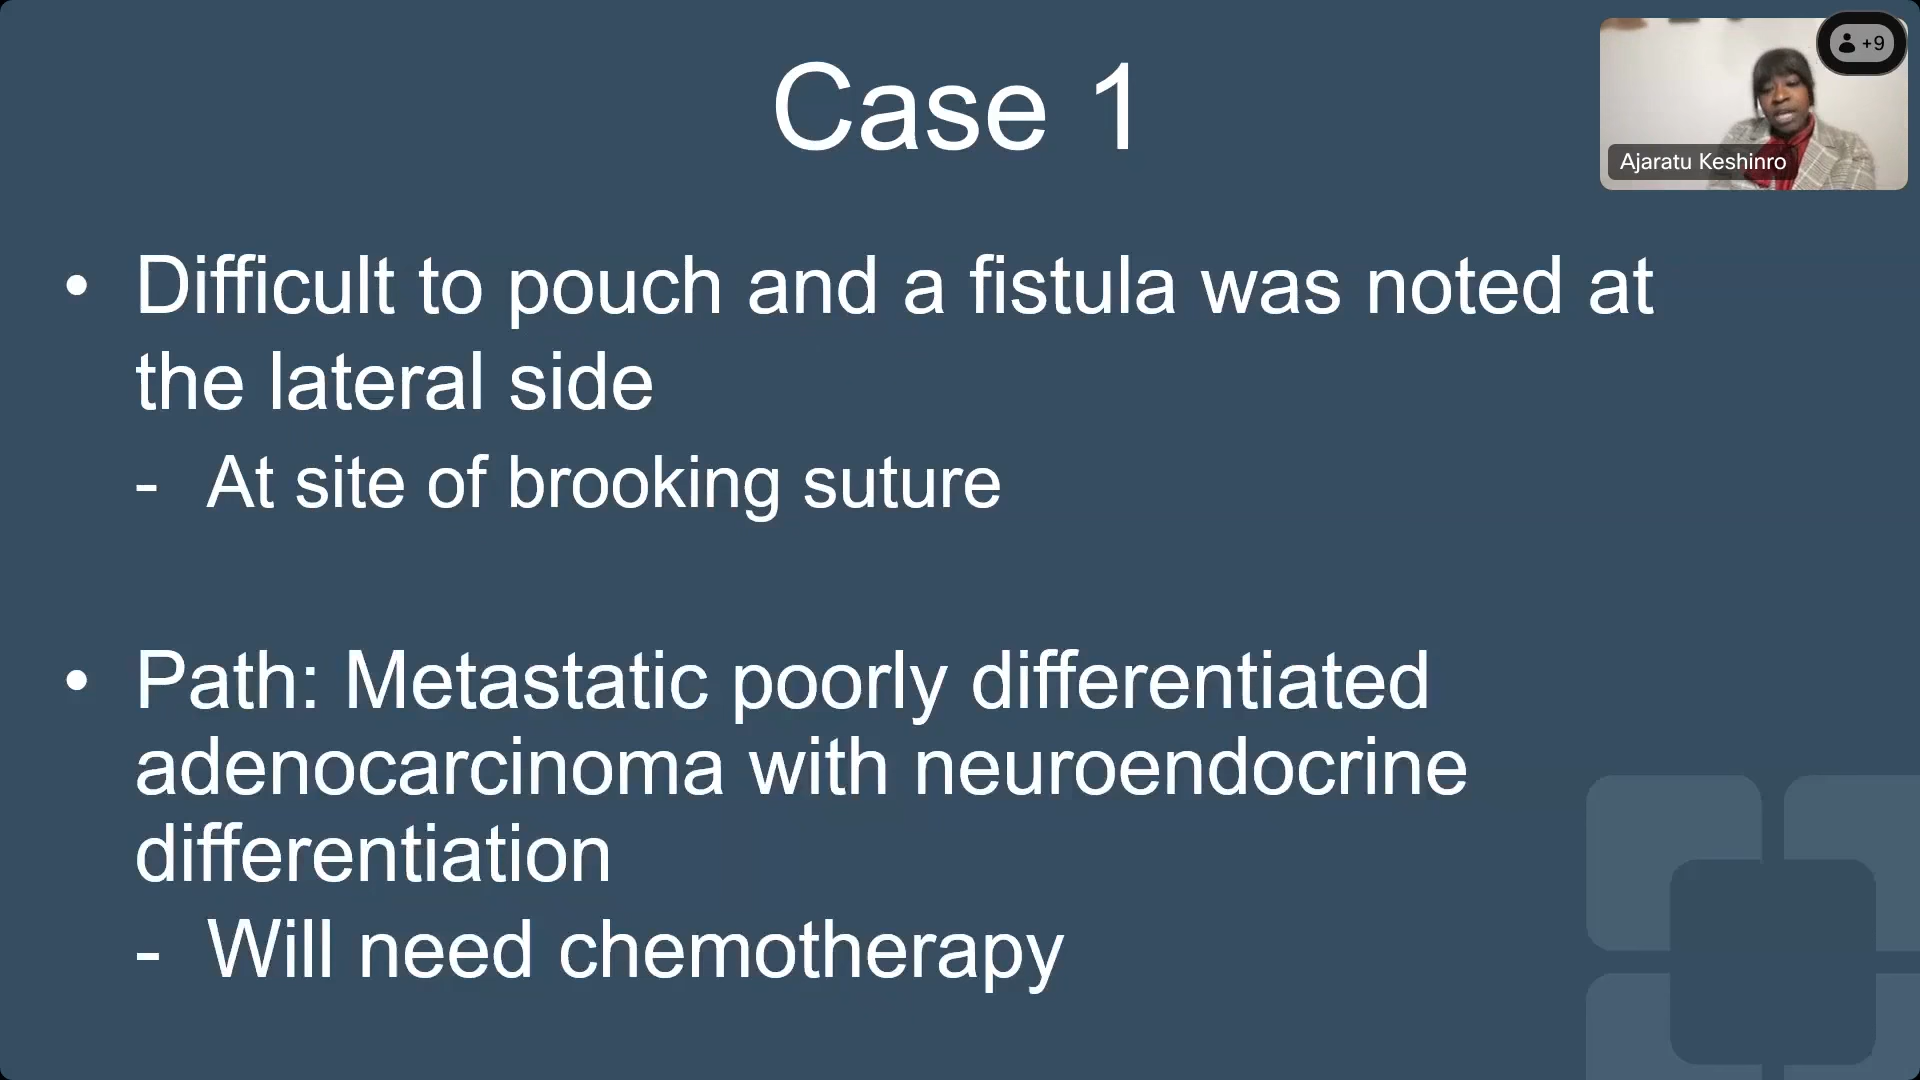 Case 1
+9
Ajaratu Keshinro
• Difficult to pouch and a fistula was noted at
the lateral side
- At site of brooking suture
• Path: Metastatic poorly differentiated
adenocarcinoma with neuroendocrine
differentiation
- Will need chemotherapy